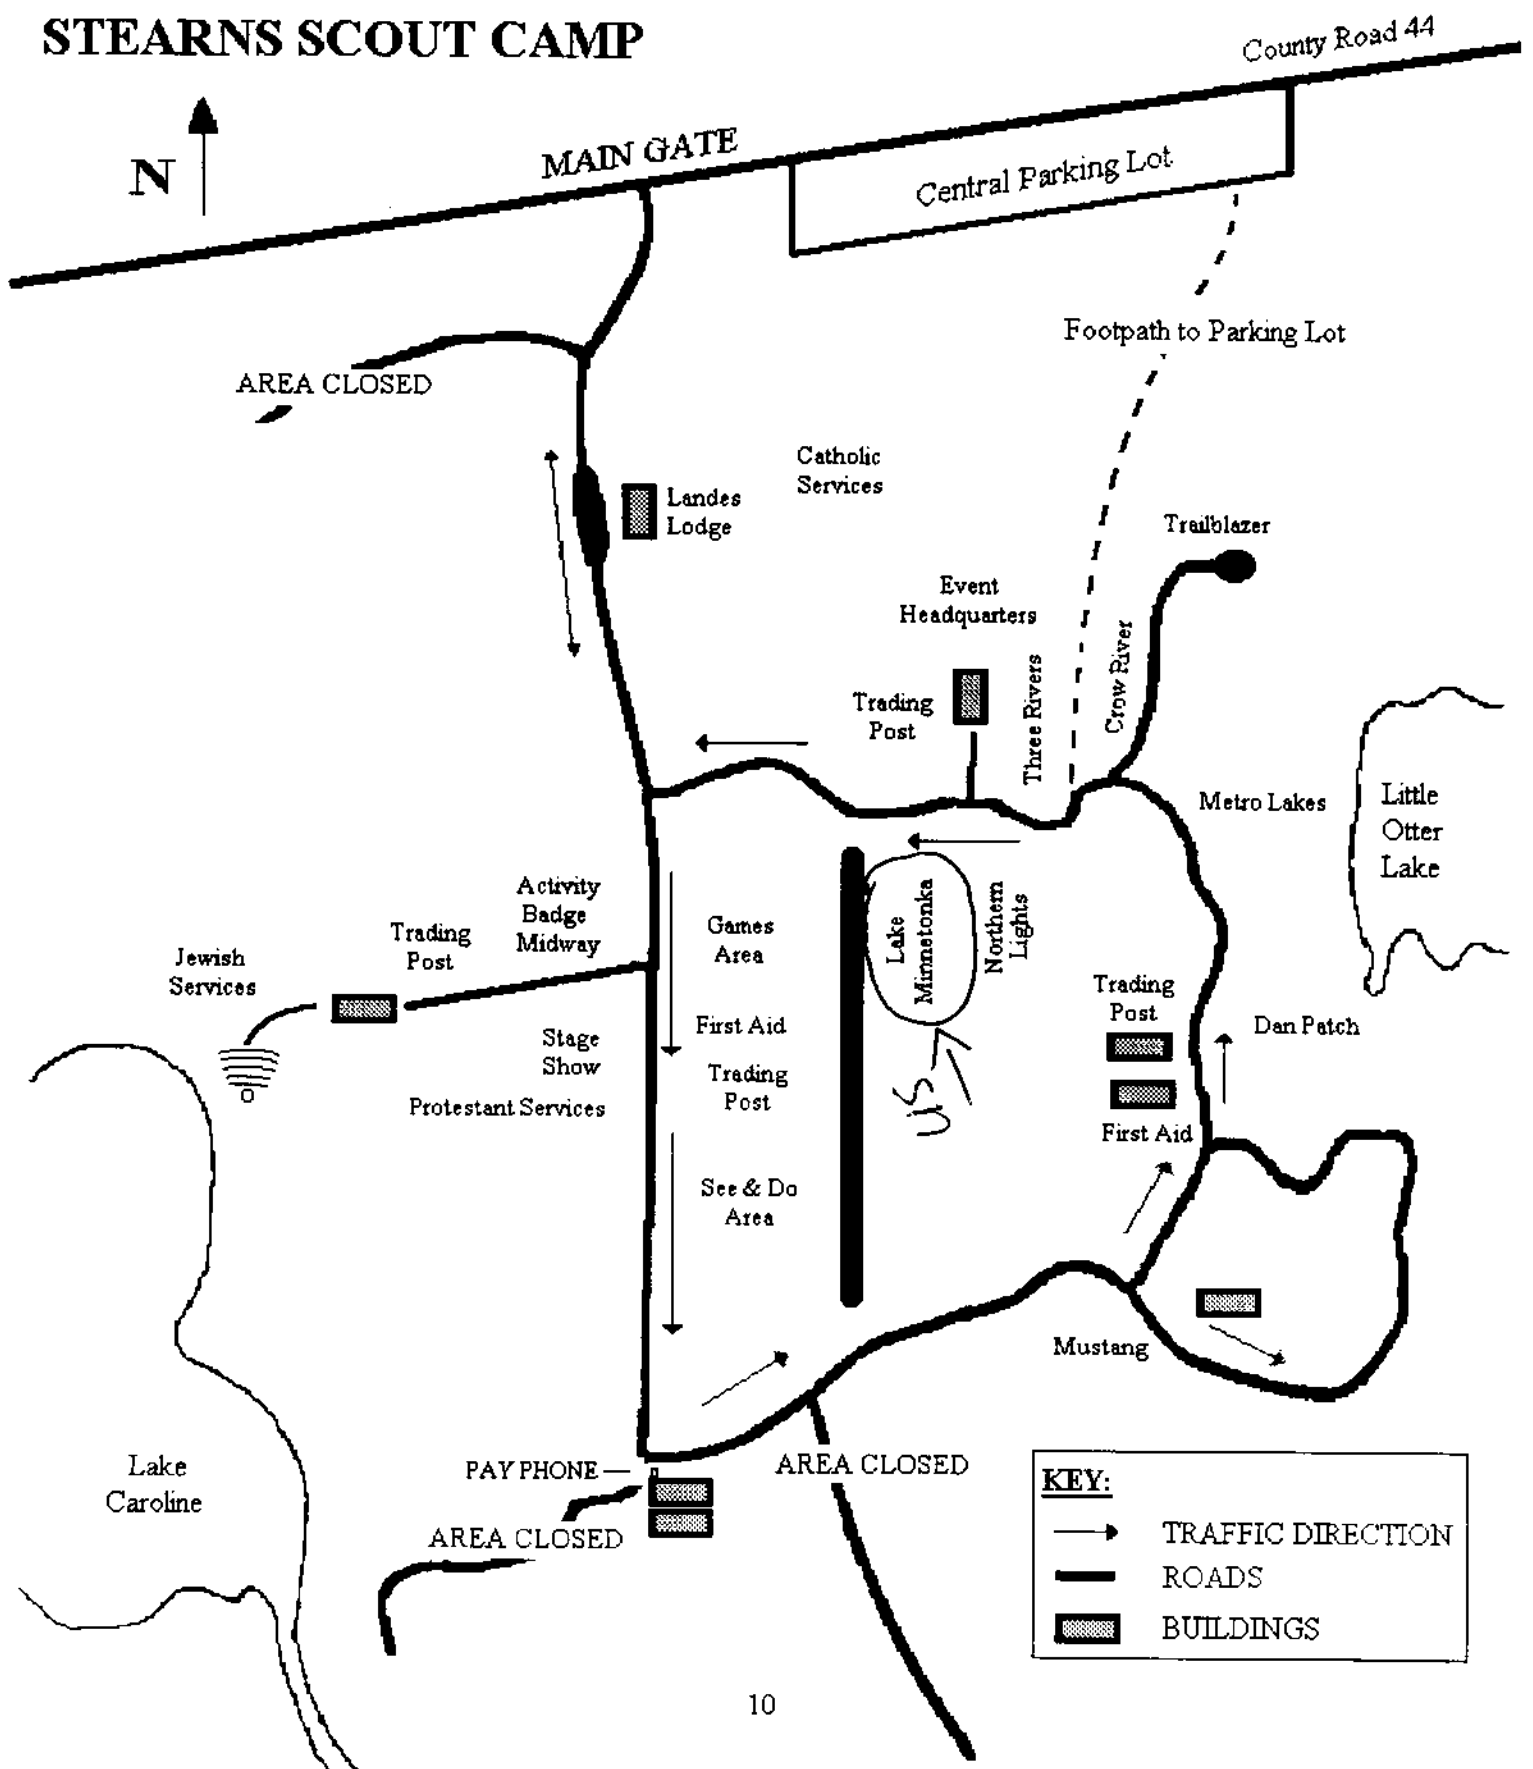 STEARNS SCOUT CAMP
County Road 44
N
MAIN GATE
Central Parking Lot
Footpath to Parking Lot
AREA CLOSED
Catholic
Services
Landes
Lodge
Trailblazer
Event
Headquarters
Three Rivers
Crow River
Trading
Post
Metro Lakes
Little
Otter
Lake
Activity
Badge
Midway
Trading
Post
Jewish
Services
Games
Area
Lake
Minnetonka
Northern
Lights
Trading
Post
Dan Patch
First Aid
Stage
Show
Trading
Post
Protestant Services
US
First Aid
See & Do
Area
Mustang
Lake
Caroline
PAY PHONE
AREA CLOSED
AREA CLOSED
KEY:
TRAFFIC DIRECTION
ROADS
BUILDINGS
10